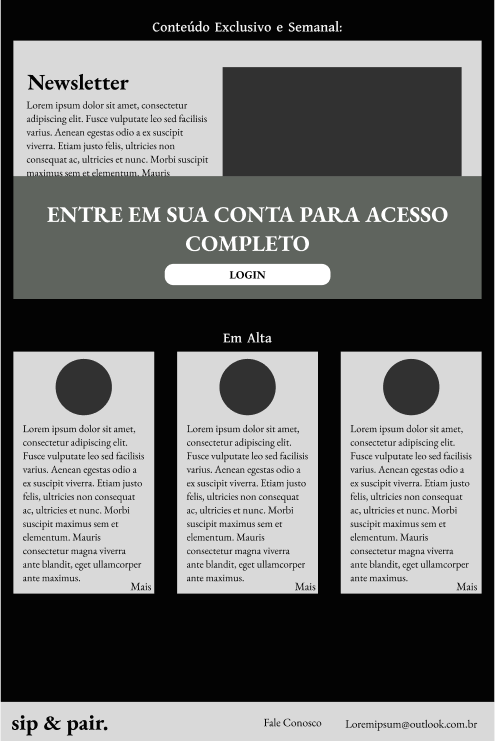 Conteúdo Exclusivo e Semanal:
Newsletter
Lorem ipsum dolor sit amet, consectetur
adipiscing elit. Fusce vulputate leo sed facilisis
varius. Aenean egestas odio a ex suscipit
viverra. Etiam justo felis, ultricies non
consequat ac, ultricies et nunc. Morbi suscipit
maximus sem et elementum. Mauris
ENTRE EM SUA CONTA PARA ACESSO
COMPLETO
LOGIN
Em Alta
Lorem ipsum dolor sit amet,
consectetur adipiscing elit.
Fusce vulputate leo sed facilisis
varius. Aenean egestas odio a
ex suscipit viverra. Etiam justo
felis, ultricies non consequat
ac, ultricies et nunc. Morbi
suscipit maximus sem et
elementum. Mauris
consectetur magna viverra
ante blandit, eget ullamcorper
ante maximus.
Mais
Lorem ipsum dolor sit amet,
consectetur adipiscing elit.
Fusce vulputate leo sed facilisis
varius. Aenean egestas odio a
ex suscipit viverra. Etiam justo
felis, ultricies non consequat
ac, ultricies et nunc. Morbi
suscipit maximus sem et
elementum. Mauris
consectetur magna viverra
ante blandit, eget ullamcorper
ante maximus.
Mais
Lorem ipsum dolor sit amet,
consectetur adipiscing elit.
Fusce vulputate leo sed facilisis
varius. Aenean egestas odio a
ex suscipit viverra. Etiam justo
felis, ultricies non consequat
ac, ultricies et nunc. Morbi
suscipit maximus sem et
elementum. Mauris
consectetur magna viverra
ante blandit, eget ullamcorper
ante maximus.
Mais
sip & pair.
Fale Conosco
Loremipsum@outlook.com.br